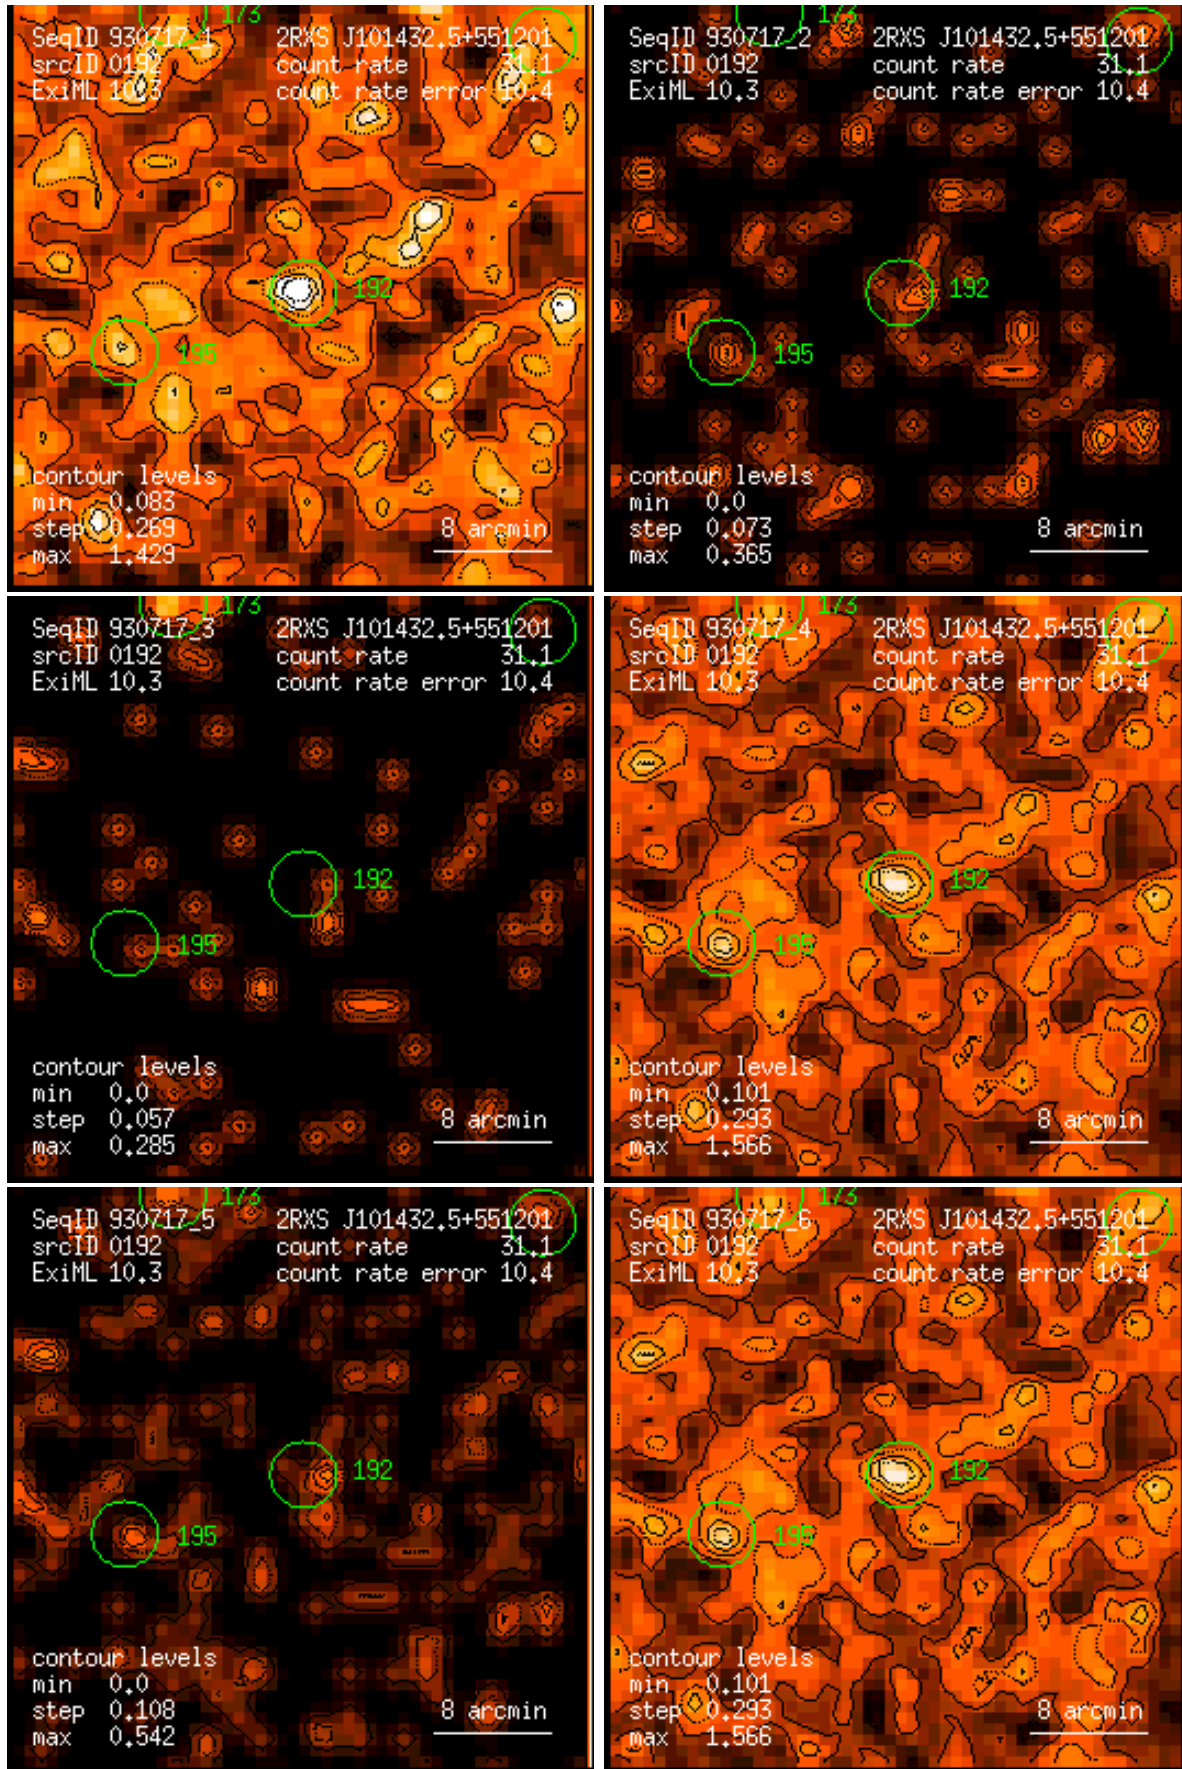 173
SeqID 930717_1 2RXS J101432.5+551201
srcID 0192 count rate 31.1
ExiML 10.3 count rate error 10.4
192
195
contour levels
min 0.083
step 0.269
max 1.429
8 arcmin
173
SeqID 930717_2 2RXS J101432.5+551201
srcID 0192 count rate 31.1
ExiML 10.3 count rate error 10.4
192
195
contour levels
min 0.0
step 0.073
max 0.365
8 arcmin
173
SeqID 930717_3 2RXS J101432.5+551201
srcID 0192 count rate 31.1
ExiML 10.3 count rate error 10.4
192
195
contour levels
min 0.0
step 0.057
max 0.285
8 arcmin
173
SeqID 930717_4 2RXS J101432.5+551201
srcID 0192 count rate 31.1
ExiML 10.3 count rate error 10.4
192
195
contour levels
min 0.101
step 0.293
max 1.566
8 arcmin
173
SeqID 930717_5 2RXS J101432.5+551201
srcID 0192 count rate 31.1
ExiML 10.3 count rate error 10.4
192
195
contour levels
min 0.0
step 0.108
max 0.542
8 arcmin
173
SeqID 930717_6 2RXS J101432.5+551201
srcID 0192 count rate 31.1
ExiML 10.3 count rate error 10.4
192
195
contour levels
min 0.101
step 0.293
max 1.566
8 arcmin